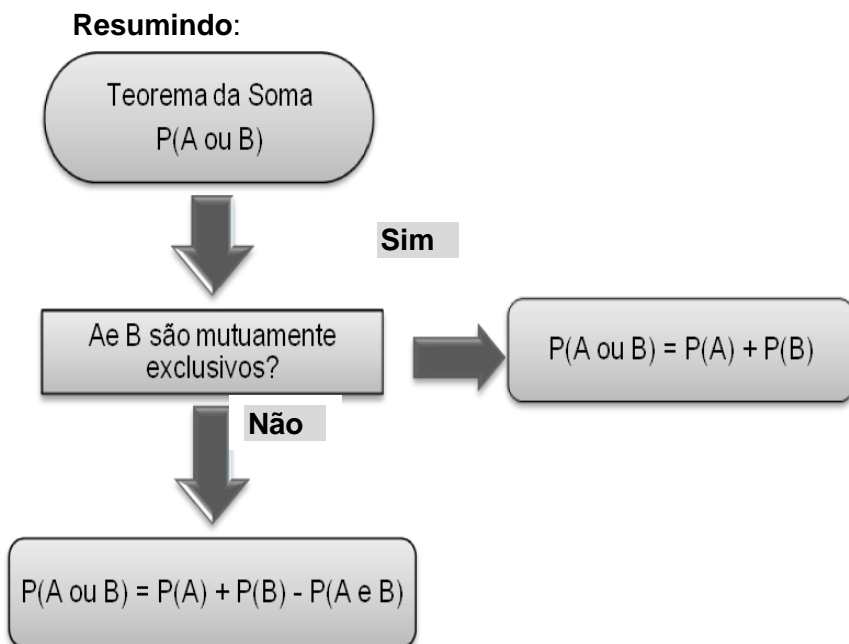 Resumindo:
Teorema da Soma
P(A ou B)
Sim
Ae B são mutuamente
exclusivos?
P(A ou B) = P(A) + P(B)
Não
P(A ou B) = P(A) + P(B) - P(A e B)